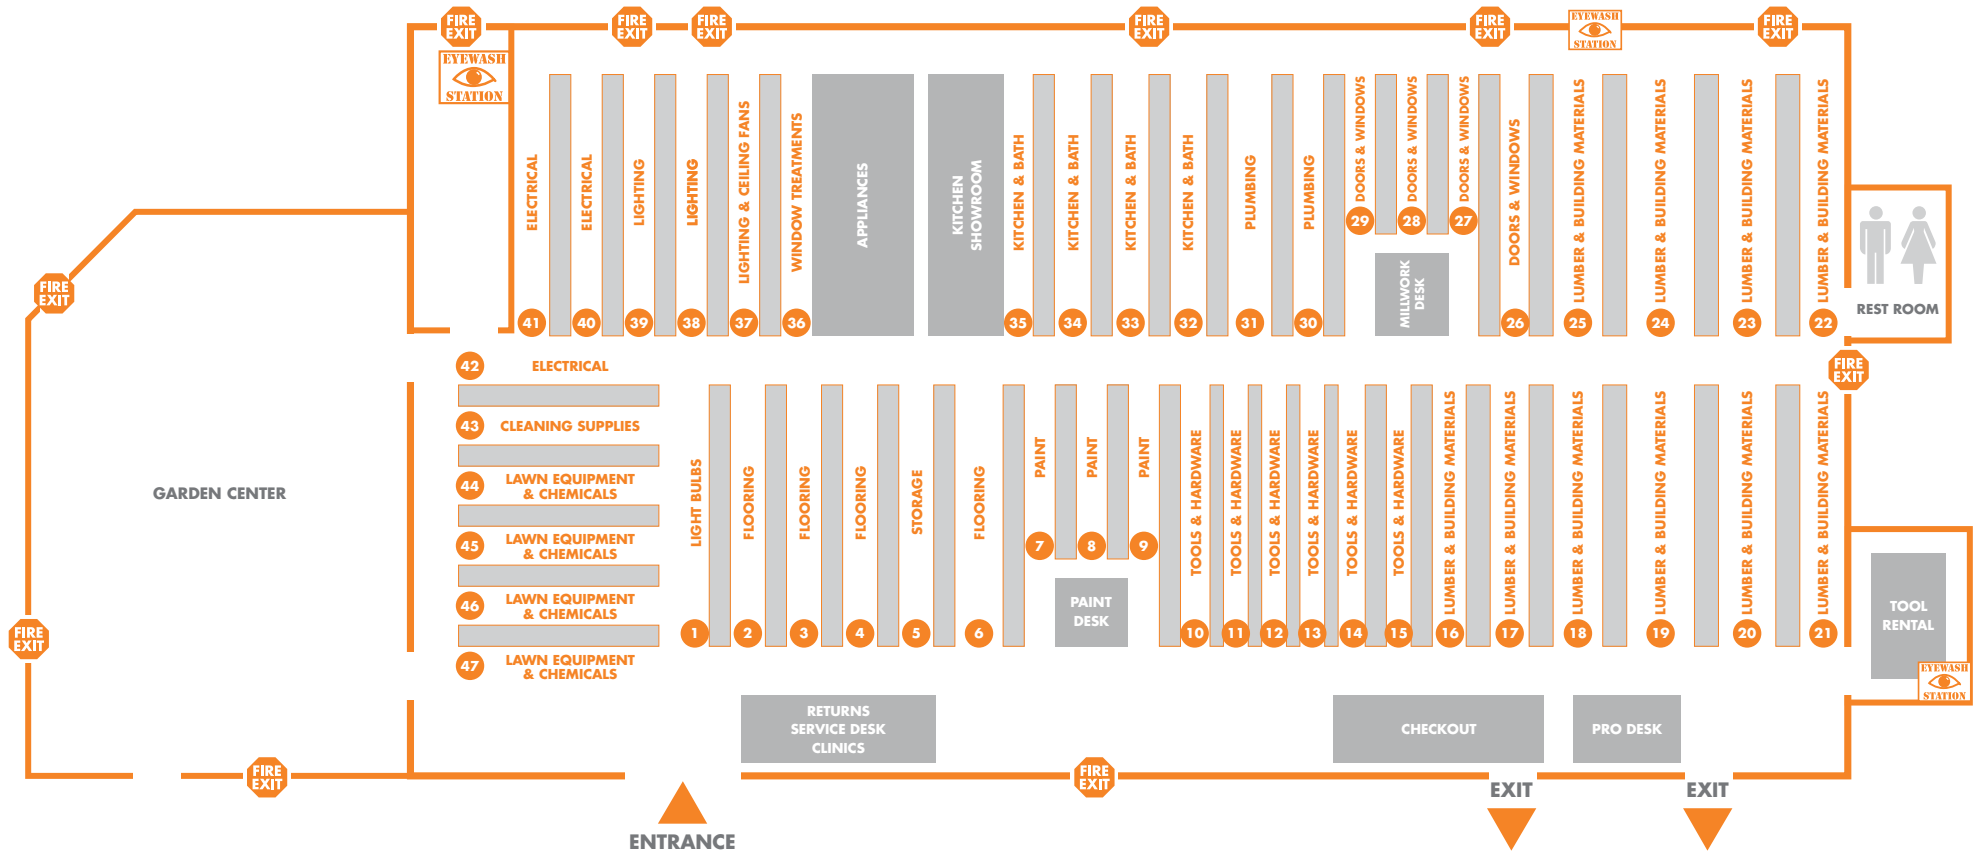 FIRE
EXIT
FIRE
EXIT
FIRE
EXIT
FIRE
EXIT
FIRE
EXIT
EYEWASH
STATION
FIRE
EXIT
EYEWASH
STATION
ELECTRICAL
41
ELECTRICAL
40
LIGHTING
39
LIGHTING
38
LIGHTING & CEILING FANS
37
WINDOW TREATMENTS
36
APPLIANCES
KITCHEN
SHOWROOM
KITCHEN & BATH
35
KITCHEN & BATH
34
KITCHEN & BATH
33
KITCHEN & BATH
32
PLUMBING
31
PLUMBING
30
DOORS & WINDOWS
29
DOORS & WINDOWS
28
DOORS & WINDOWS
27
MILLWORK
DESK
DOORS & WINDOWS
26
LUMBER & BUILDING MATERIALS
25
LUMBER & BUILDING MATERIALS
24
LUMBER & BUILDING MATERIALS
23
LUMBER & BUILDING MATERIALS
22
REST ROOM
FIRE
EXIT
FIRE
EXIT
42
ELECTRICAL
43
CLEANING SUPPLIES
44
LAWN EQUIPMENT
& CHEMICALS
45
LAWN EQUIPMENT
& CHEMICALS
46
LAWN EQUIPMENT
& CHEMICALS
47
LAWN EQUIPMENT
& CHEMICALS
GARDEN CENTER
FIRE
EXIT
FIRE
EXIT
LIGHT BULBS
1
FLOORING
2
FLOORING
3
FLOORING
4
STORAGE
5
FLOORING
6
PAINT
7
PAINT
8
PAINT
9
PAINT
DESK
TOOLS & HARDWARE
10
TOOLS & HARDWARE
11
TOOLS & HARDWARE
12
TOOLS & HARDWARE
13
TOOLS & HARDWARE
14
TOOLS & HARDWARE
15
LUMBER & BUILDING MATERIALS
16
LUMBER & BUILDING MATERIALS
17
LUMBER & BUILDING MATERIALS
18
LUMBER & BUILDING MATERIALS
19
LUMBER & BUILDING MATERIALS
20
LUMBER & BUILDING MATERIALS
21
TOOL
RENTAL
EYEWASH
STATION
RETURNS
SERVICE DESK
CLINICS
CHECKOUT
PRO DESK
FIRE
EXIT
ENTRANCE
EXIT
EXIT